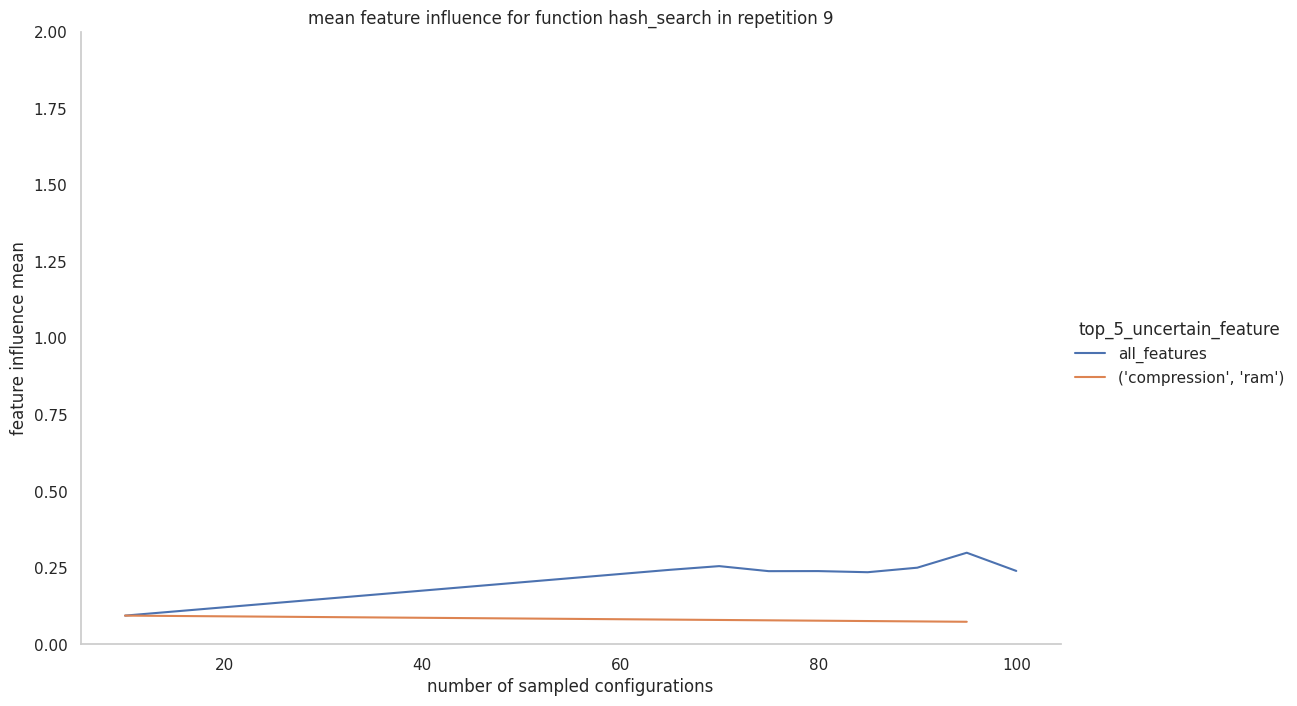 mean feature influence for function hash_search in repetition 9
2.00
1.75
1.50
1.25
1.00
0.75
0.50
0.25
0.00
feature influence mean
20
40
60
80
100
number of sampled configurations
top_5_uncertain_feature
all_features
('compression', 'ram')